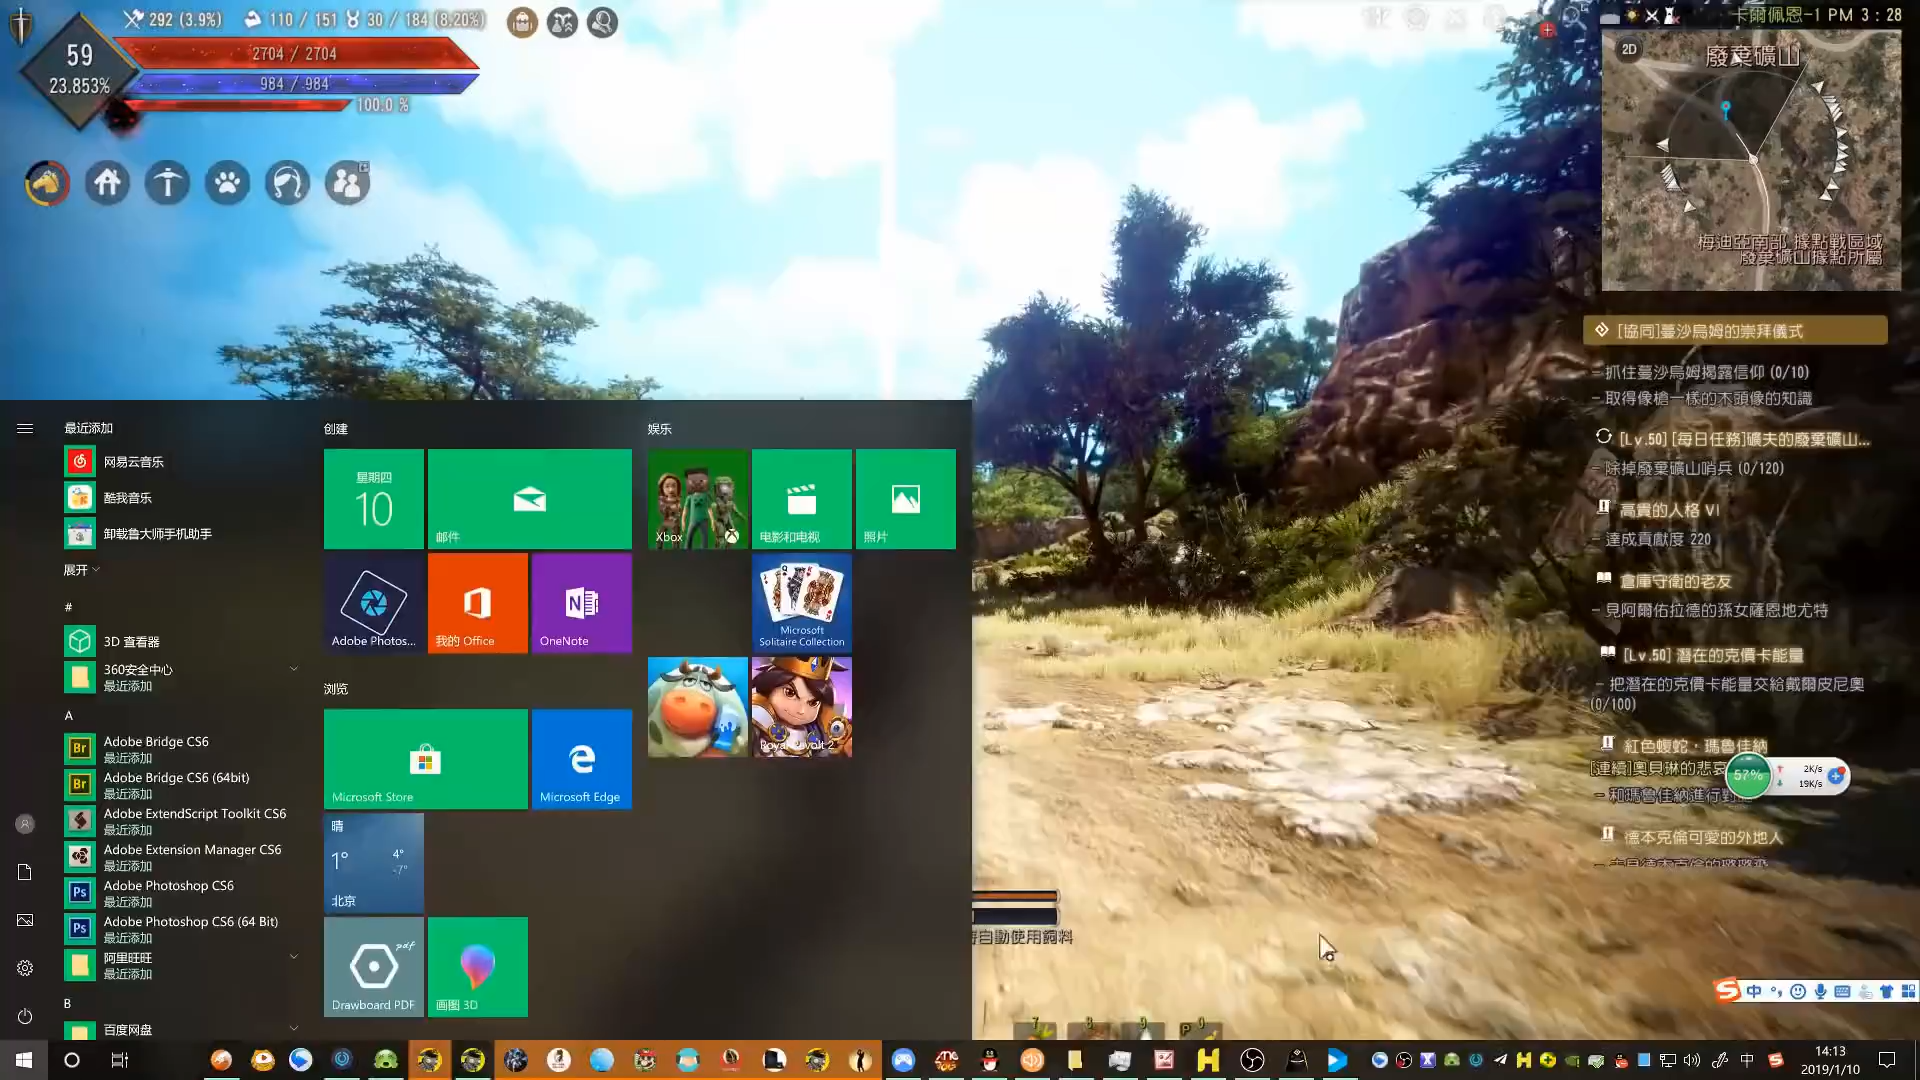 292 (3.9%)
110 / 151
30 / 184 (8.20%)
59
23.853%
2704 / 2704
984 / 984
100.0 %
卡爾佩恩-1 PM 3 : 28
2D
廢棄礦山
梅迪亞南部 據點戰區域
廢棄礦山據點所屬
[協同]蔓沙烏姆的崇拜儀式
- 抓住蔓沙烏姆揭露信仰 (0/10)
- 取得像槍一樣的木頭像的知識
[Lv.50] [每日任務]礦夫的廢棄礦山...
- 除掉廢棄礦山哨兵 (0/120)
高貴的人格 VI
- 達成貢獻度 220
倉庫守衛的老友
- 見阿爾佑拉德的孫女薩恩地尤特
[Lv.50] 潛在的克價卡能量
- 把潛在的克價卡能量交給戴爾皮尼奧
(0/100)
紅色蝮蛇·瑪魯佳納
[連續]奧貝琳的悲哀
- 和瑪魯佳納進行對
57%
2K/s
19K/s
德本克倫可愛的外地人
自動使用飼料
7
8
9
P
0
最近添加
网易云音乐
酷我音乐
卸载鲁大师手机助手
展开
#
3D 查看器
360安全中心
最近添加
A
Adobe Bridge CS6
最近添加
Adobe Bridge CS6 (64bit)
最近添加
Adobe ExtendScript Toolkit CS6
最近添加
Adobe Extension Manager CS6
最近添加
Adobe Photoshop CS6
最近添加
Adobe Photoshop CS6 (64 Bit)
最近添加
阿里旺旺
最近添加
B
百度网盘
创建
星期四
10
邮件
Adobe Photos...
我的 Office
OneNote
浏览
Microsoft Store
Microsoft Edge
晴
1°
4°
-7°
北京
Drawboard PDF
画图 3D
娱乐
Xbox
电影和电视
照片
Microsoft
Solitaire Collection
Royal Revolt 2
中
中
14:13
2019/1/10